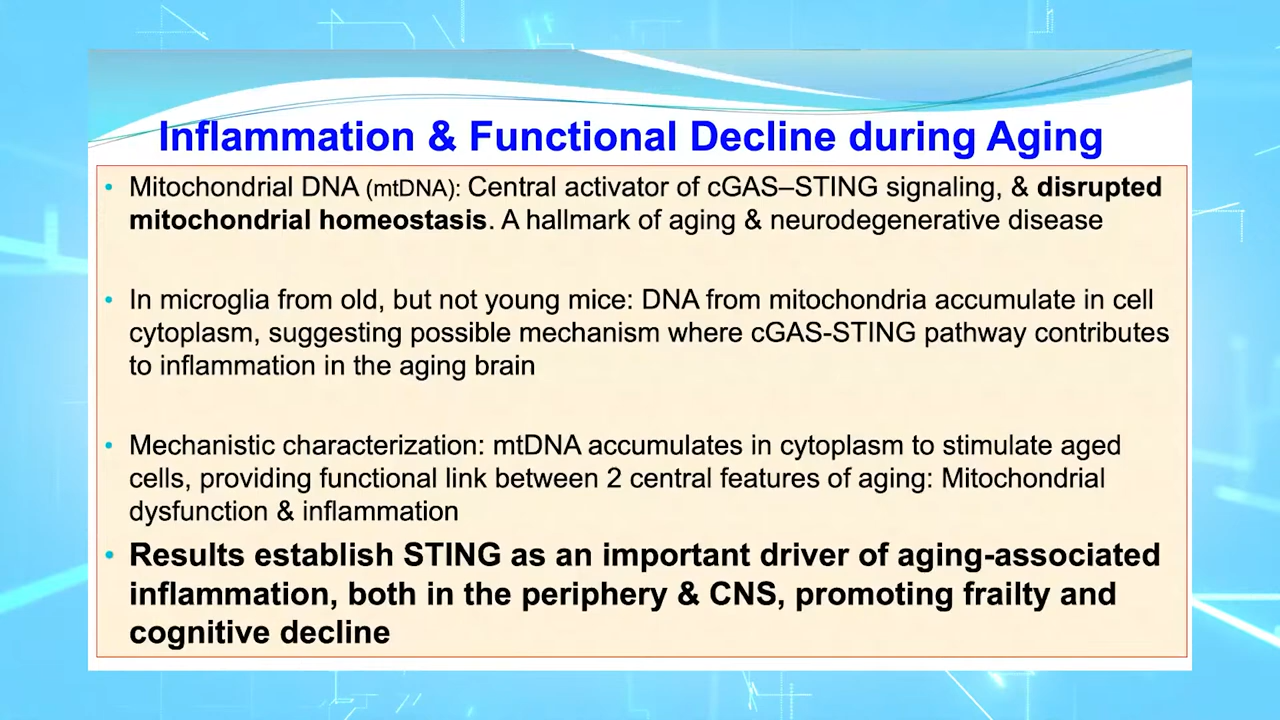 Inflammation & Functional Decline during Aging
• Mitochondrial DNA (mtDNA): Central activator of cGAS–STING signaling, & disrupted
mitochondrial homeostasis. A hallmark of aging & neurodegenerative disease
• In microglia from old, but not young mice: DNA from mitochondria accumulate in cell
cytoplasm, suggesting possible mechanism where cGAS-STING pathway contributes
to inflammation in the aging brain
• Mechanistic characterization: mtDNA accumulates in cytoplasm to stimulate aged
cells, providing functional link between 2 central features of aging: Mitochondrial
dysfunction & inflammation
• Results establish STING as an important driver of aging-associated
inflammation, both in the periphery & CNS, promoting frailty and
cognitive decline